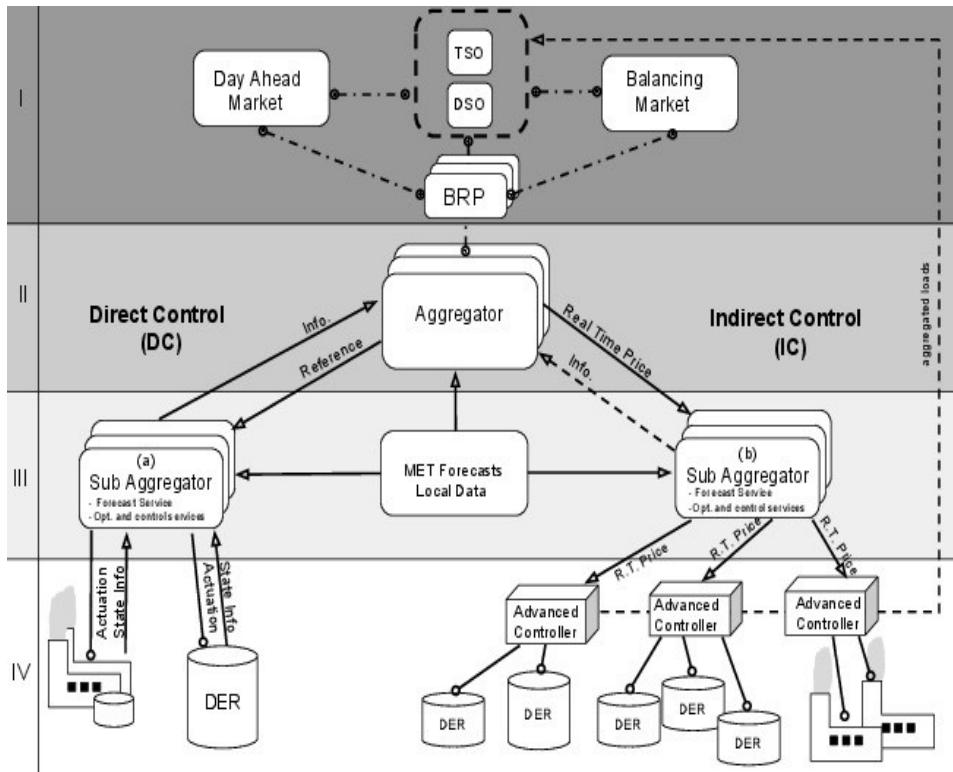 I
TSO
Day Ahead
Market
DSO
Balancing
Market
BRP
II
Direct Control
(DC)
Info.
Reference
Aggregator
Real Time Price
Info.
Indirect Control
(IC)
aggregated loads
III
(a)
Sub Aggregator
- Forecast Service
-Opt. and control services
MET Forecasts
Local Data
(b)
Sub Aggregator
- Forecast Service
-Opt. and control services
R.T. Price
R.T. Price
R.T. Price
IV
Actuation
State Info
State Info
Actuation
DER
Advanced
Controller
Advanced
Controller
Advanced
Controller
DER
DER
DER
DER
DER